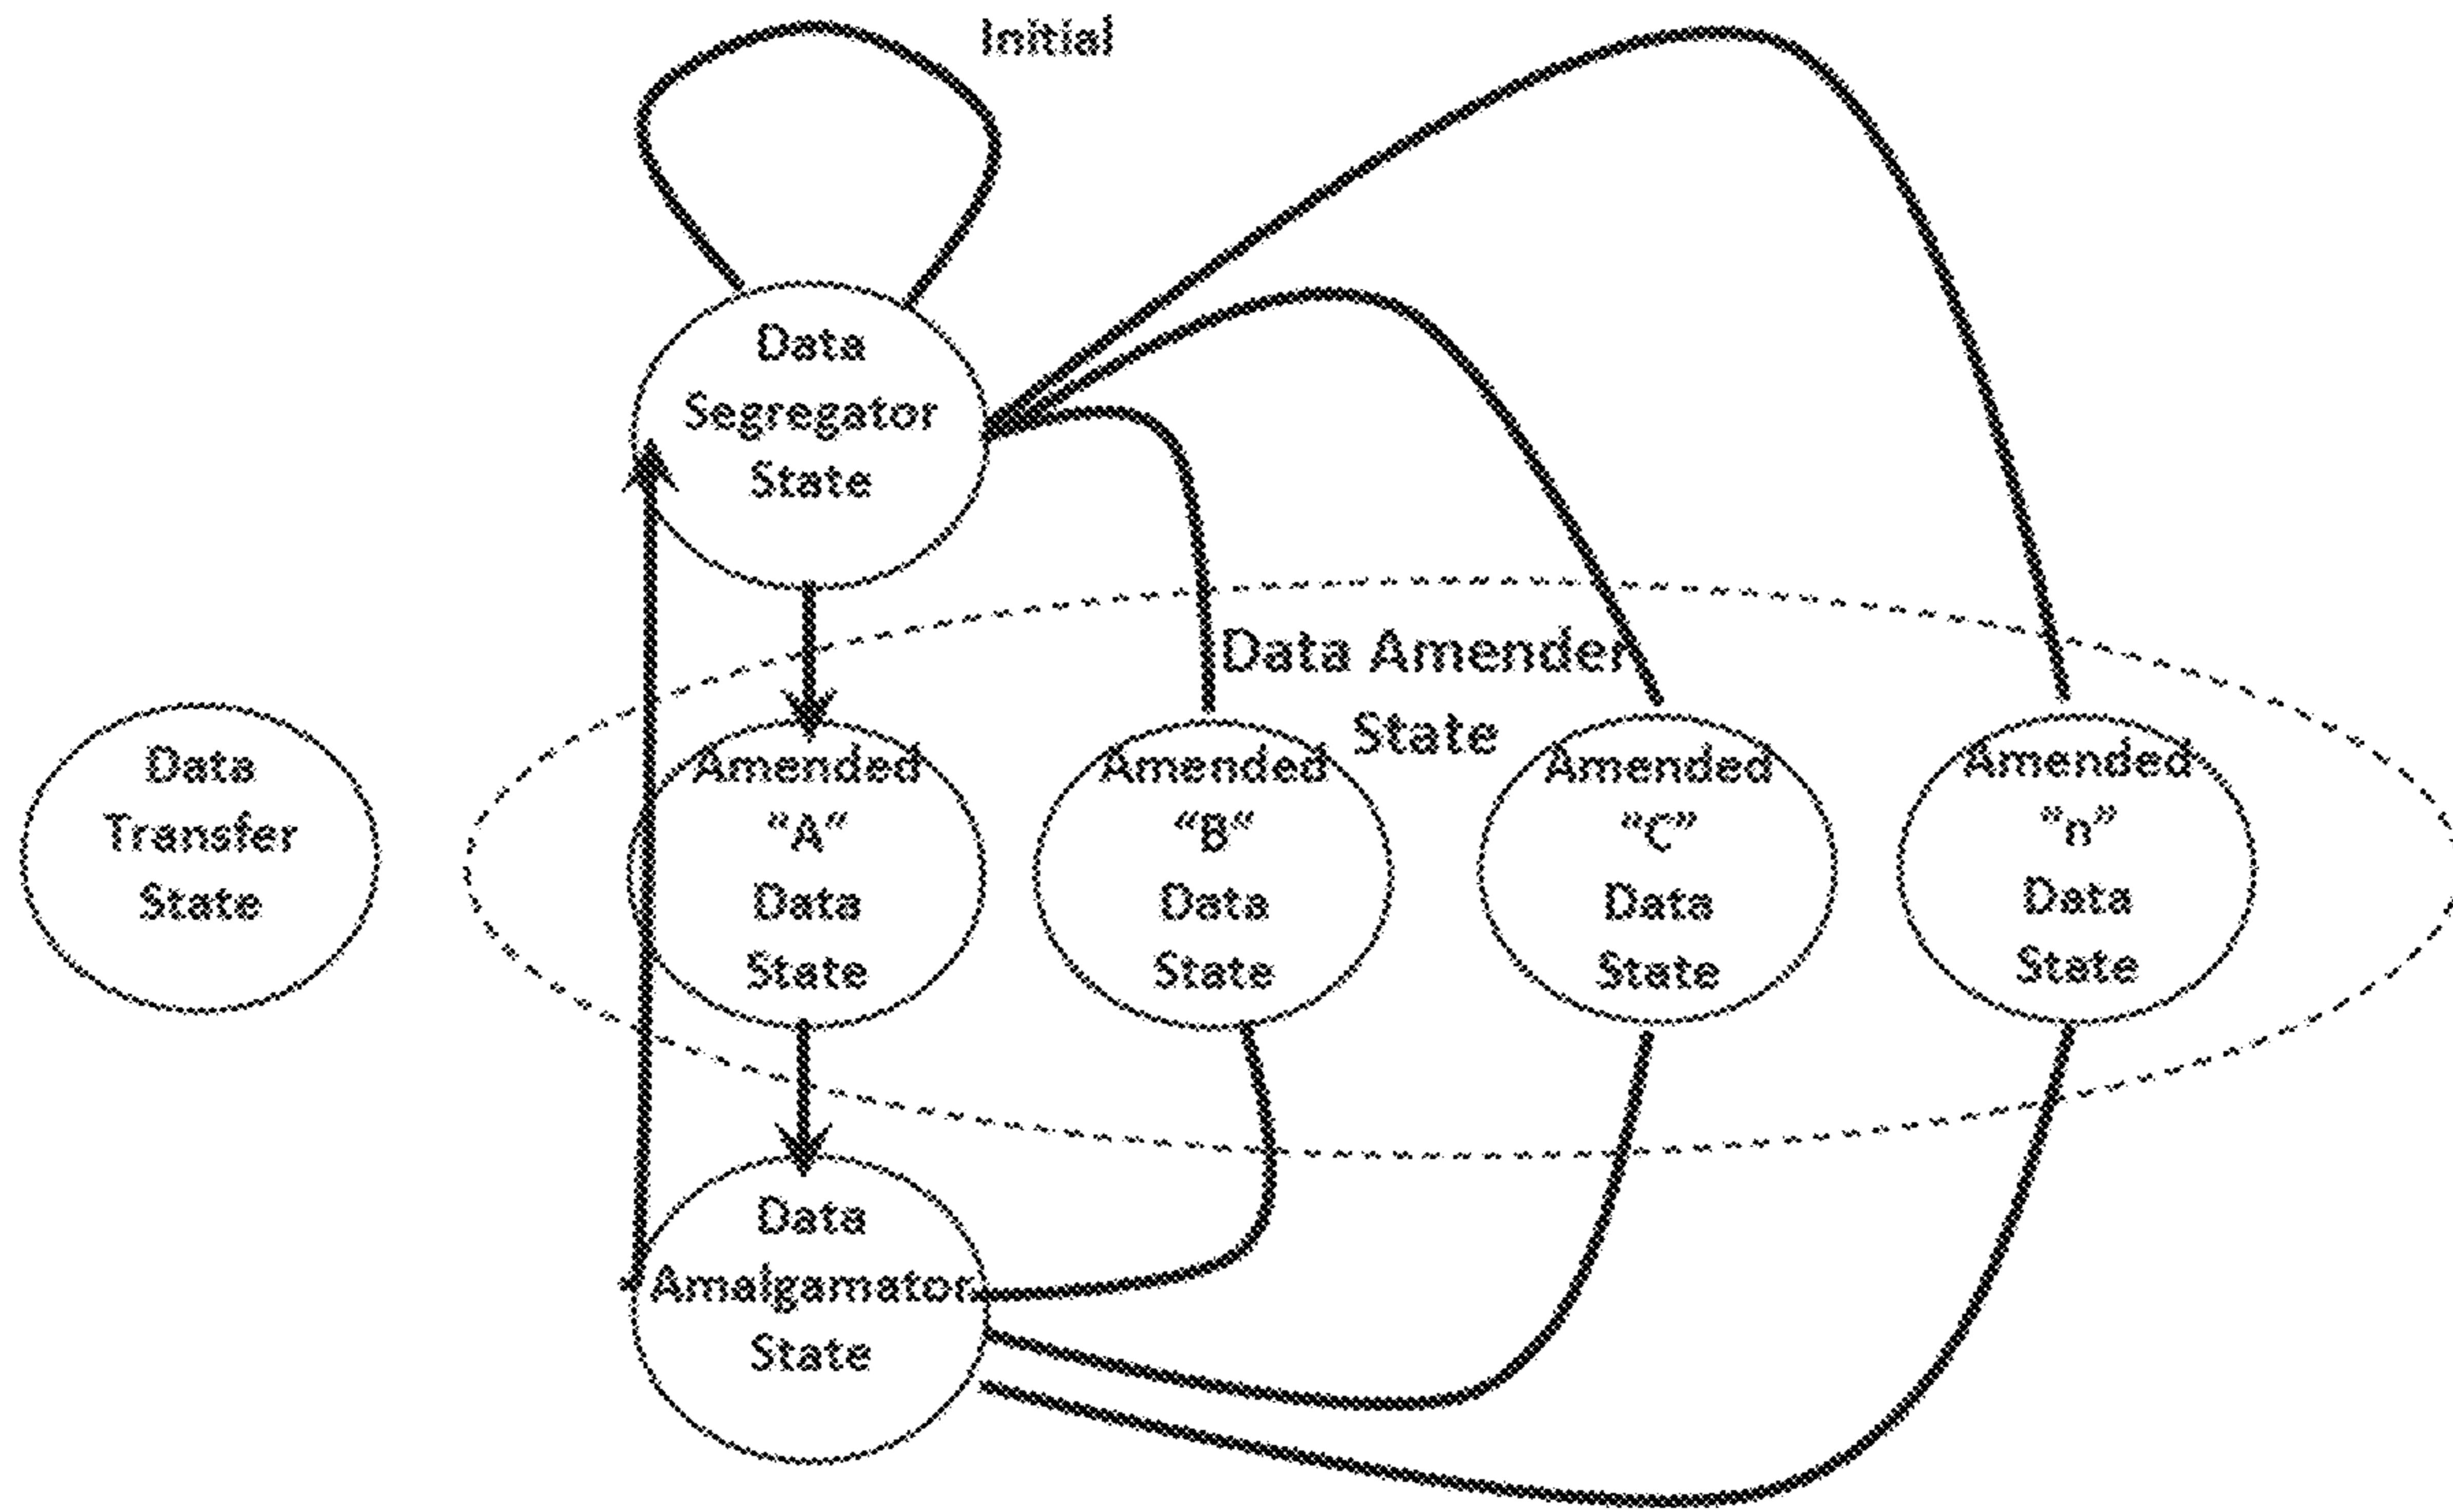 Initial
Data
Segregator
State
Data Amender
State
Data
Transfer
State
Amended
"A"
Data
State
Amended
"B"
Data
State
Amended
"C"
Data
State
Amended
"n"
Data
State
Data
Amalgamator
State